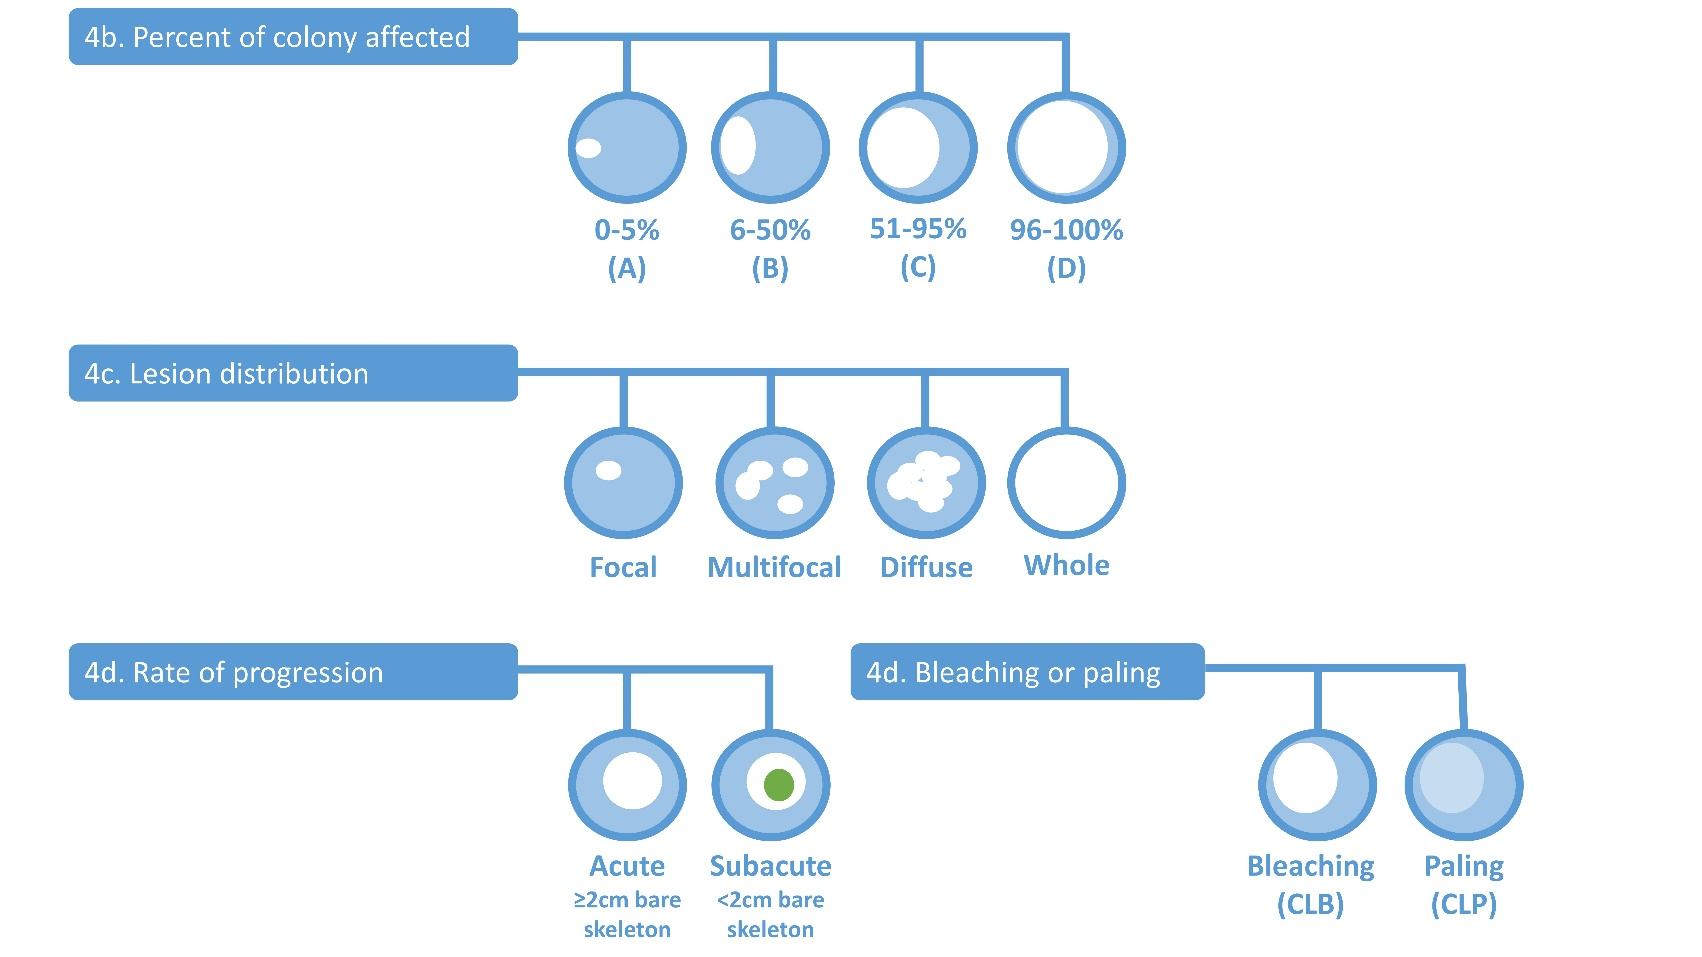 4b. Percent of colony affected
0-5%
(A)
6-50%
(B)
51-95%
(C)
96-100%
(D)
4c. Lesion distribution
Focal
Multifocal
Diffuse
Whole
4d. Rate of progression
Acute
≥2cm bare
skeleton
Subacute
<2cm bare
skeleton
4d. Bleaching or paling
Bleaching
(CLB)
Paling
(CLP)